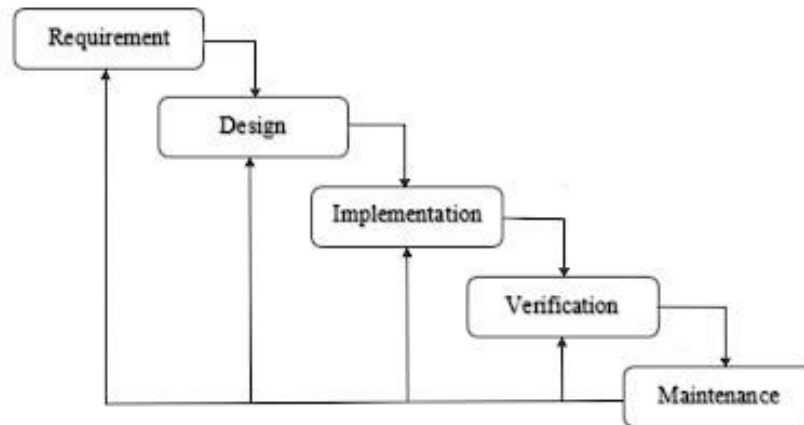 Requirement
Design
Implementation
Verification
Maintenance